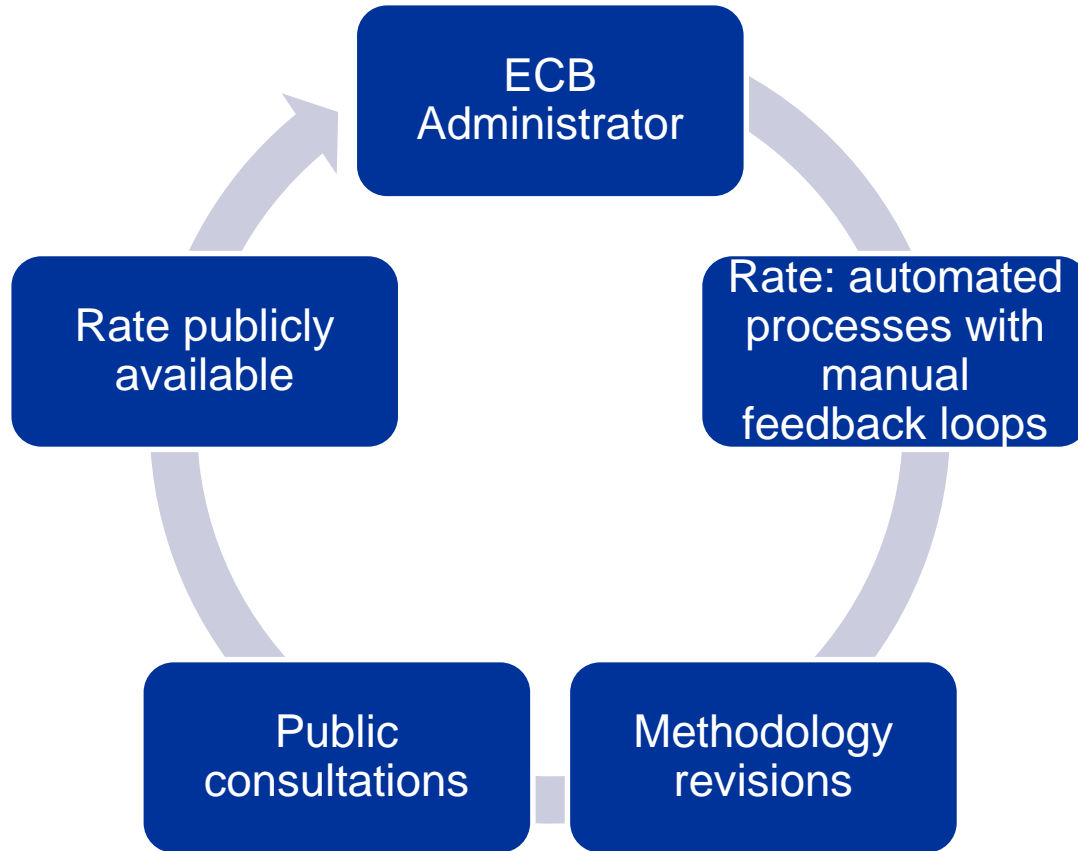 ECB
Administrator
Rate: automated
processes with
manual
feedback loops
Methodology
revisions
Public
consultations
Rate publicly
available